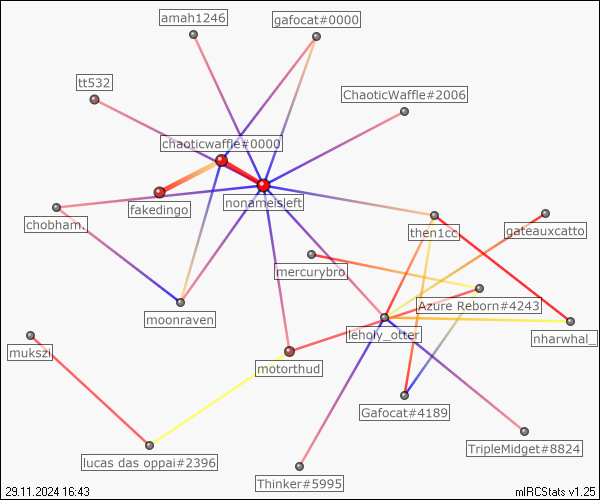 amah1246
gafocat#0000
tt532
ChaoticWaffle#2006
chaoticwaffle#0000
fakedingo
nonameisleft
chobham.
then1cc
gateauxcatto
mercurybro
moonraven
Azure Reborn#4243
leholy_otter
nharwhal_
mukszi
motorthud
Gafocat#4189
lucas das oppai#2396
TripleMidget#8824
Thinker#5995
29.11.2024 16:43
mIRCStats v1.25